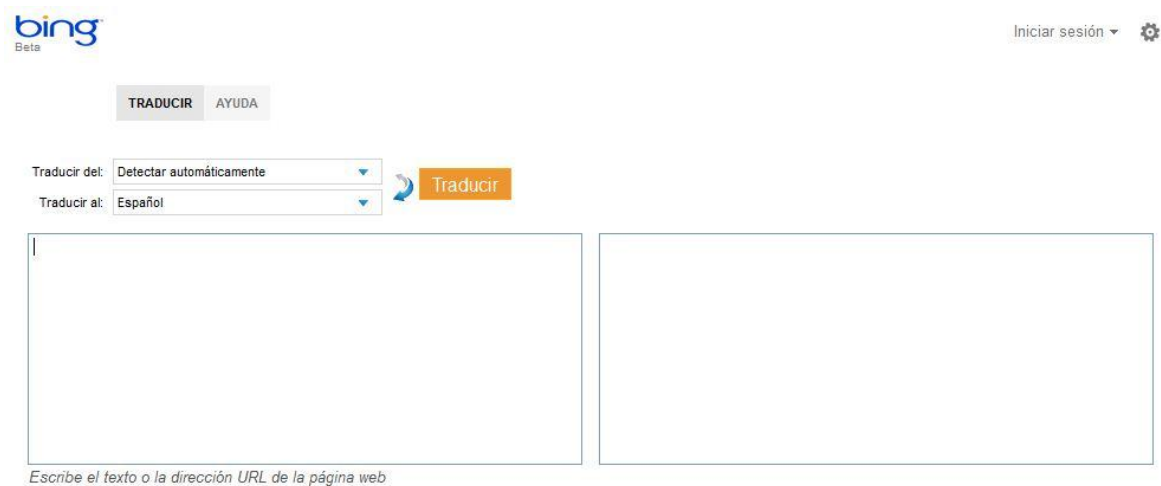 bing
Beta
Iniciar sesión
TRADUCIR AYUDA
Traducir del: Detectar automáticamente
Traducir
Traducir al: Español
Escribe el texto o la dirección URL de la página web